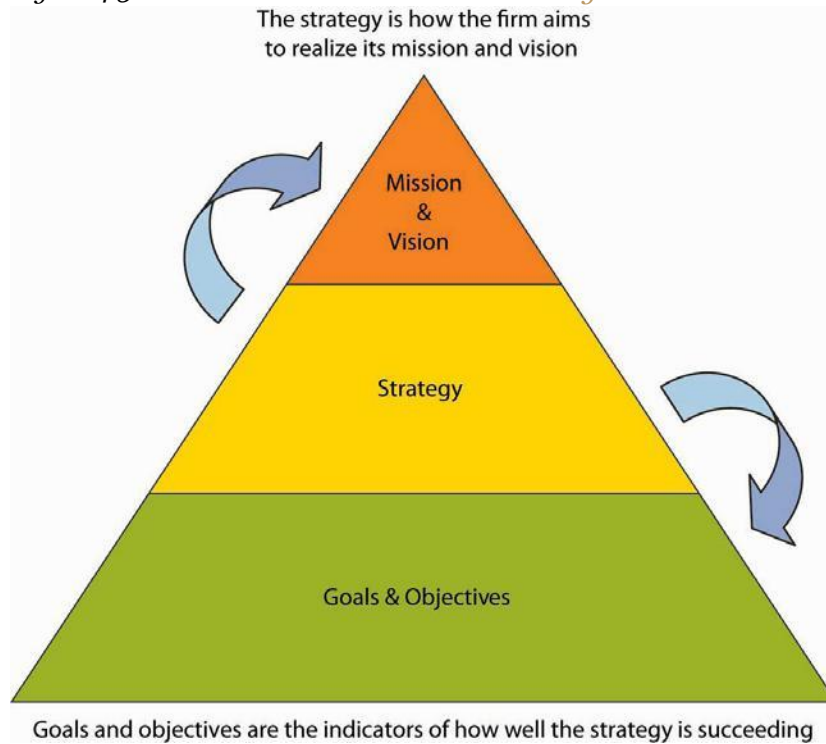 The strategy is how the firm aims
to realize its mission and vision
Mission
&
Vision
Strategy
Goals & Objectives
Goals and objectives are the indicators of how well the strategy is succeeding